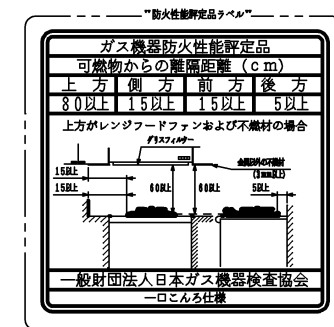 "防火性能評定品ラベル"
ガス機器防火性能評定品
可燃物からの離隔距離(cm)
上方 側方 前方 後方
80以上 15以上 15以上 5以上
上方がレンジフードファンおよび不燃材の場合
グリスフィルター
金属以外の不燃材
(3mm以上)
15以上
15以上 60以上 60以上 5以上
一般財団法人日本ガス機器検査協会
一口こんろ仕様